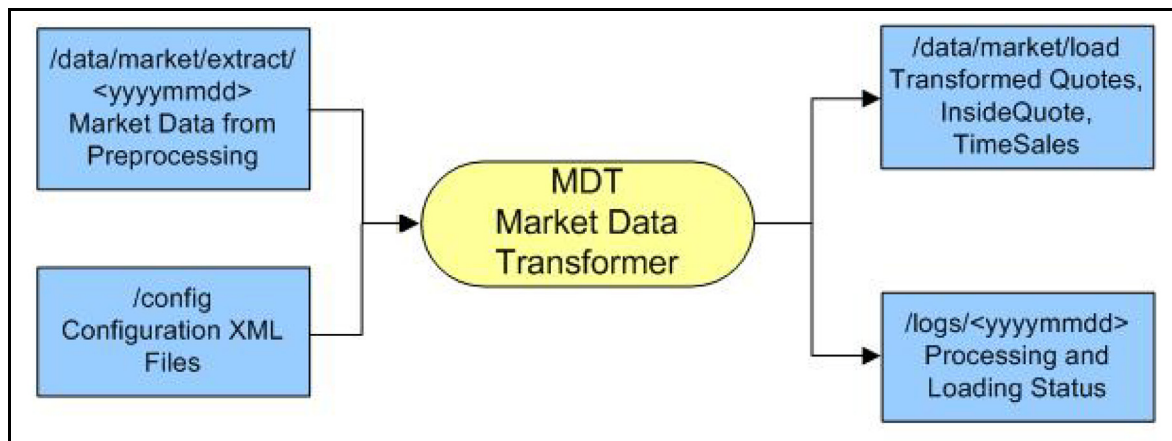 /data/market/extract/
<yyyymmdd>
Market Data from
Preprocessing
/config
Configuration XML
Files
MDT
Market Data
Transformer
/data/market/load
Transformed Quotes,
InsideQuote,
TimeSales
/logs/<yyyymmdd>
Processing and
Loading Status